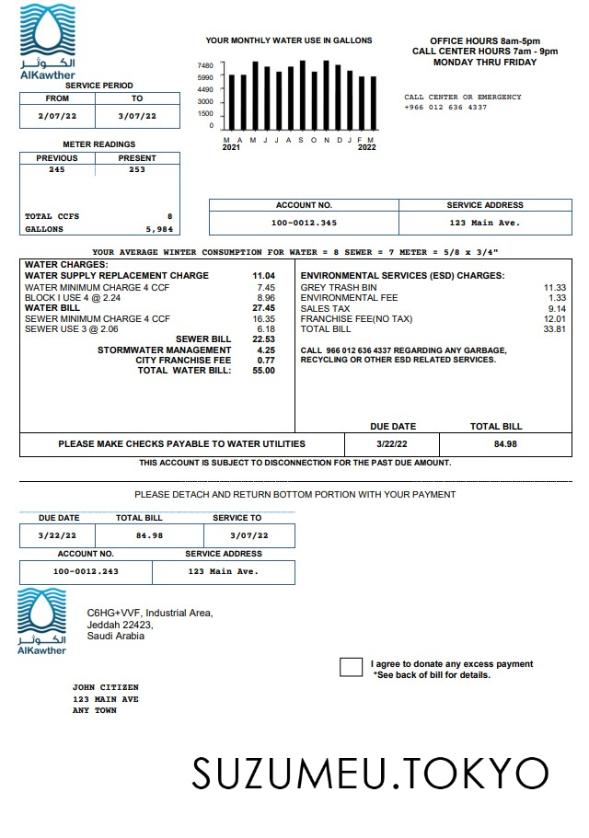 الكوثر
AlKawther
SERVICE PERIOD
FROM TO
2/07/22 3/07/22
METER READINGS
PREVIOUS PRESENT
245 253
TOTAL CCFS 8
GALLONS 5,984
YOUR MONTHLY WATER USE IN GALLONS
7480
5990
4490
3000
1500
0
M A M J J A S O N D J F M
2021 2022
OFFICE HOURS 8am-5pm
CALL CENTER HOURS 7am - 9pm
MONDAY THRU FRIDAY
CALL CENTER OR EMERGENCY
+966 012 636 4337
ACCOUNT NO. SERVICE ADDRESS
100-0012.345 123 Main Ave.
YOUR AVERAGE WINTER CONSUMPTION FOR WATER = 8 SEWER = 7 METER = 5/8 x 3/4"
WATER CHARGES:
WATER SUPPLY REPLACEMENT CHARGE 11.04
WATER MINIMUM CHARGE 4 CCF 7.45
BLOCK I USE 4 @ 2.24 8.96
WATER BILL 27.45
SEWER MINIMUM CHARGE 4 CCF 16.35
SEWER USE 3 @ 2.06 6.18
SEWER BILL 22.53
STORMWATER MANAGEMENT 4.25
CITY FRANCHISE FEE 0.77
TOTAL WATER BILL: 55.00
ENVIRONMENTAL SERVICES (ESD) CHARGES:
GREY TRASH BIN 11.33
ENVIRONMENTAL FEE 1.33
SALES TAX 9.14
FRANCHISE FEE(NO TAX) 12.01
TOTAL BILL 33.81
CALL 966 012 636 4337 REGARDING ANY GARBAGE,
RECYCLING OR OTHER ESD RELATED SERVICES.
DUE DATE TOTAL BILL
PLEASE MAKE CHECKS PAYABLE TO WATER UTILITIES 3/22/22 84.98
THIS ACCOUNT IS SUBJECT TO DISCONNECTION FOR THE PAST DUE AMOUNT.
PLEASE DETACH AND RETURN BOTTOM PORTION WITH YOUR PAYMENT
DUE DATE TOTAL BILL SERVICE TO
3/22/22 84.98 3/07/22
ACCOUNT NO. SERVICE ADDRESS
100-0012.243 123 Main Ave.
الكوثر
AlKawther
C6HG+VVF, Industrial Area,
Jeddah 22423,
Saudi Arabia
I agree to donate any excess payment
*See back of bill for details.
JOHN CITIZEN
123 MAIN AVE
ANY TOWN
SUZUMEU.TOKYO